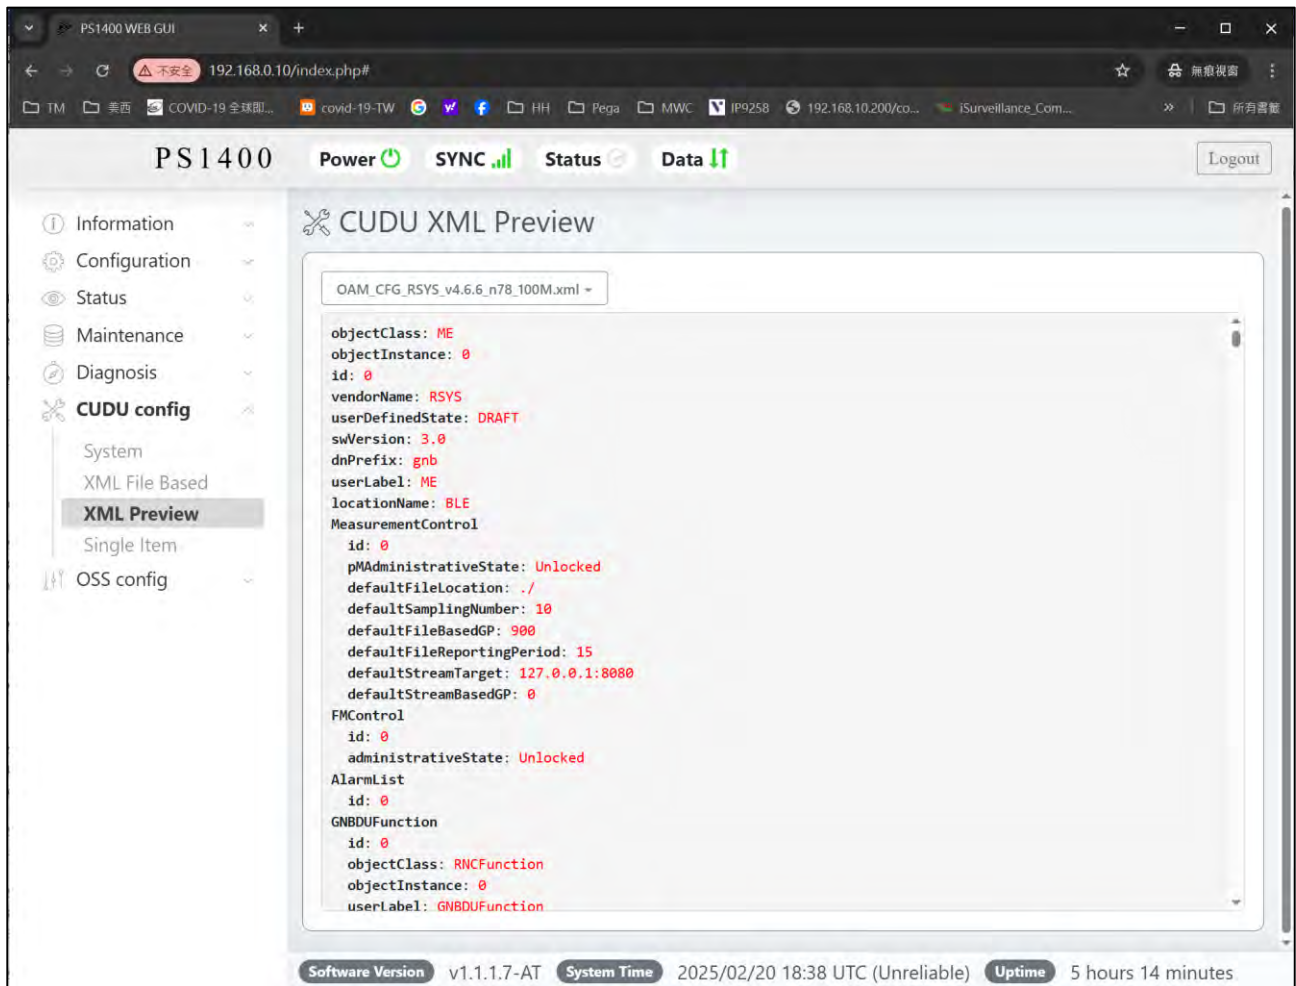 PS1400 WEB GUI
不安全 192.168.0.10/index.php#
無痕視窗
TM 美西 COVID-19 全球即... covid-19-TW HH Pega MWC IP9258 192.168.10.200/co... iSurveillance_Com... » 所有書籤
PS1400 Power SYNC Status Data Logout
Information
Configuration
Status
Maintenance
Diagnosis
CUDU config
System
XML File Based
XML Preview
Single Item
OSS config
CUDU XML Preview
OAM_CFG_RSYS_v4.6.6_n78_100M.xml
objectClass: ME
objectInstance: 0
id: 0
vendorName: RSYS
userDefinedState: DRAFT
swVersion: 3.0
dnPrefix: gnb
userLabel: ME
locationName: BLE
MeasurementControl
id: 0
pMAdministrativeState: Unlocked
defaultFileLocation: ./
defaultSamplingNumber: 10
defaultFileBasedGP: 900
defaultFileReportingPeriod: 15
defaultStreamTarget: 127.0.0.1:8080
defaultStreamBasedGP: 0
FMControl
id: 0
administrativeState: Unlocked
AlarmList
id: 0
GNBDUFunction
id: 0
objectClass: RNCFunction
objectInstance: 0
userLabel: GNBDUFunction
Software Version v1.1.1.7-AT System Time 2025/02/20 18:38 UTC (Unreliable) Uptime 5 hours 14 minutes